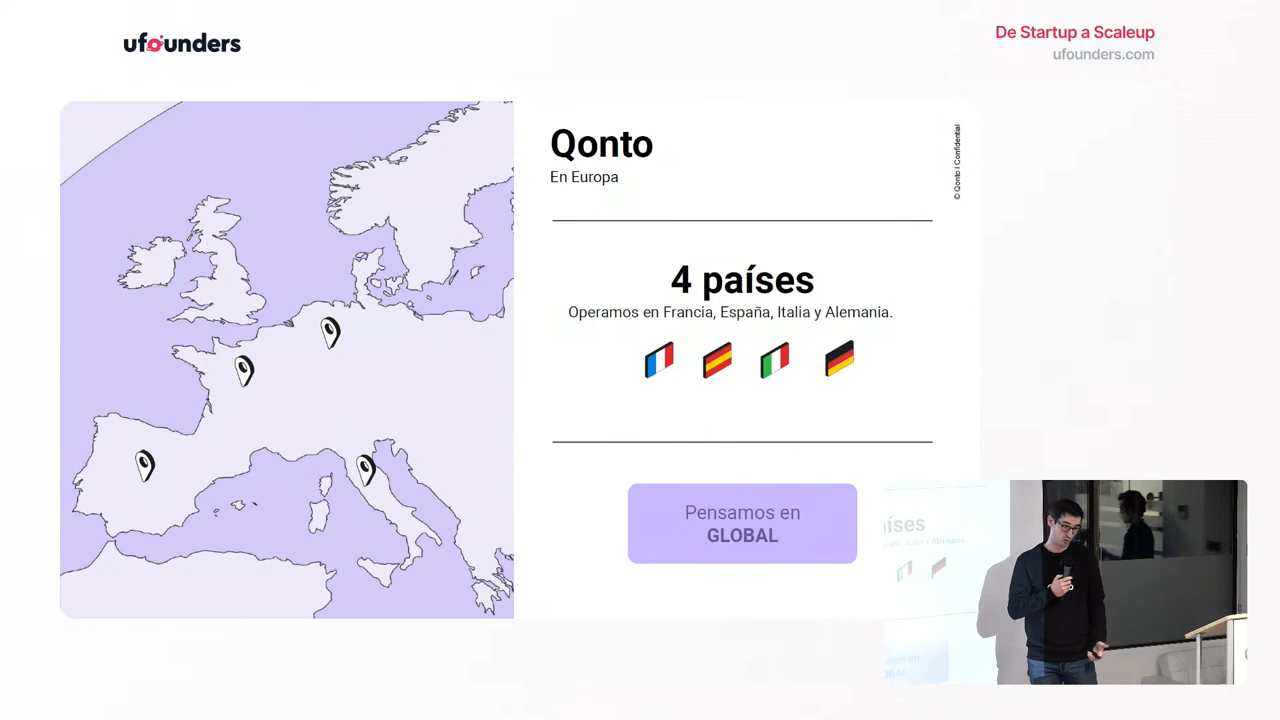 ufounders
De Startup a Scaleup
ufounders.com
Qonto
En Europa
© Qonto I Confidential
4 países
Operamos en Francia, España, Italia y Alemania.
Pensamos en
GLOBAL